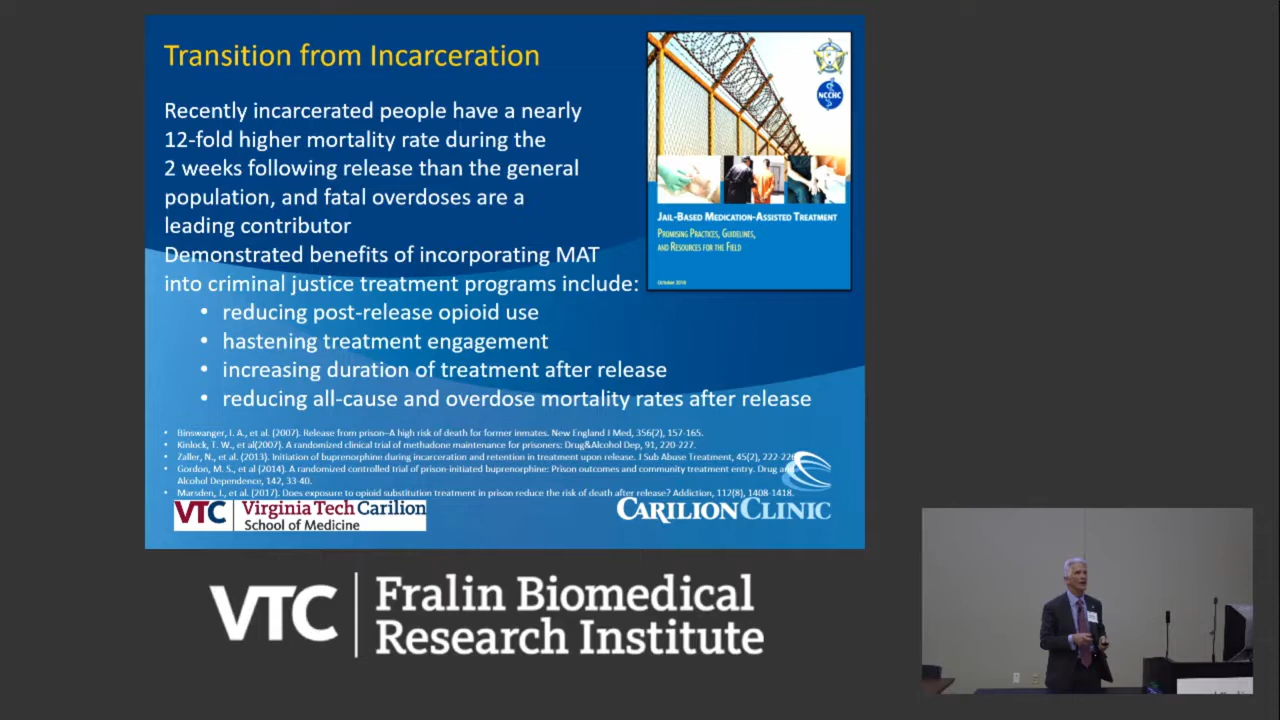 Transition from Incarceration
Recently incarcerated people have a nearly
12-fold higher mortality rate during the
2 weeks following release than the general
population, and fatal overdoses are a
leading contributor
Demonstrated benefits of incorporating MAT
into criminal justice treatment programs include:
• reducing post-release opioid use
• hastening treatment engagement
• increasing duration of treatment after release
• reducing all-cause and overdose mortality rates after release
NCCHC
Jail-Based Medication-Assisted Treatment
Promising Practices, Guidelines,
and Resources for the Field
October 2018
• Binswanger, I. A., et al. (2007). Release from prison–A high risk of death for former inmates. New England J Med, 356(2), 157-165.
• Kinlock, T. W., et al(2007). A randomized clinical trial of methadone maintenance for prisoners: Drug&Alcohol Dep, 91, 220-227.
• Zaller, N., et al. (2013). Initiation of buprenorphine during incarceration and retention in treatment upon release. J Sub Abuse Treatment, 45(2), 222-226
• Gordon, M. S., et al (2014). A randomized controlled trial of prison-initiated buprenorphine: Prison outcomes and community treatment entry. Drug and
Alcohol Dependence, 142, 33-40.
• Marsden, J., et al. (2017). Does exposure to opioid substitution treatment in prison reduce the risk of death after release? Addiction, 112(8), 1408-1418.
VTC Virginia Tech Carilion
School of Medicine
CARILION CLINIC
VTC Fralin Biomedical
Research Institute